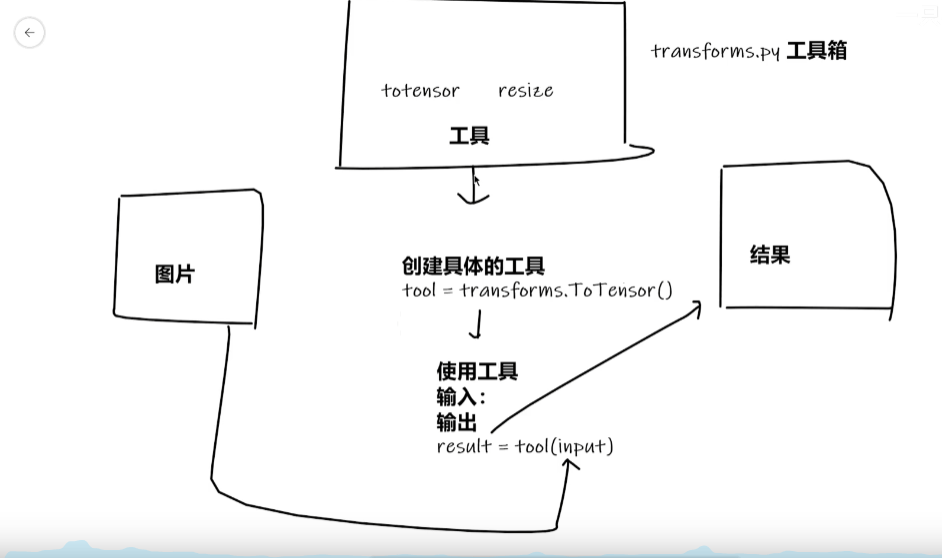 transforms.py 工具箱
totensor resize
工具
图片
结果
创建具体的工具
tool = transforms.ToTensor()
使用工具
输入：
输出
result = tool(input)